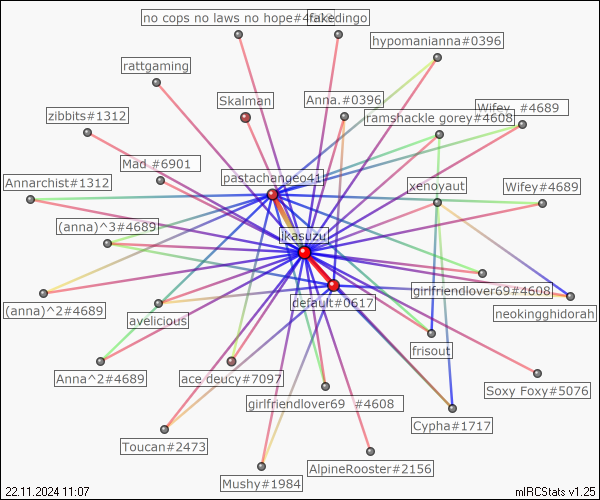 no cops no laws no hope#4
fakedingo
hypomanianna#0396
rattgaming
Skalman
Anna.#0396
Wifey_#4689
ramshackle gorey#4608
zibbits#1312
Mad_#6901
pastachangeo41
Annarchist#1312
xenoyaut
Wifey#4689
(anna)^3#4689
ikasuzu
girlfriendlover69#4608
default#0617
(anna)^2#4689
avelicious
neokingghidorah
frisout
Anna^2#4689
ace deucy#7097
Soxy Foxy#5076
girlfriendlover69_#4608
Cypha#1717
Toucan#2473
AlpineRooster#2156
Mushy#1984
22.11.2024 11:07
mIRCStats v1.25